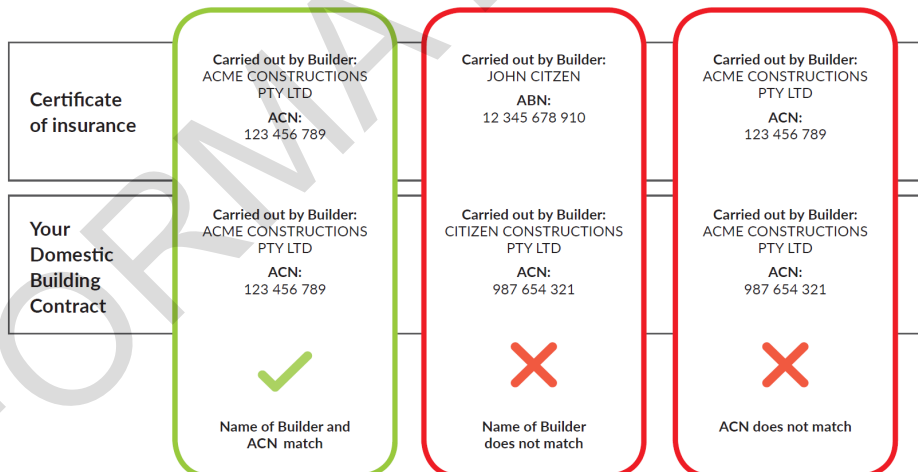 Certificate
of insurance
Carried out by Builder:
ACME CONSTRUCTIONS
PTY LTD
ACN:
123 456 789
Carried out by Builder:
JOHN CITZEN
ABN:
12 345 678 910
Carried out by Builder:
ACME CONSTRUCTIONS
PTY LTD
ACN:
123 456 789
Your
Domestic
Building
Contract
Carried out by Builder:
ACME CONSTRUCTIONS
PTY LTD
ACN:
123 456 789
Carried out by Builder:
CITIZEN CONSTRUCTIONS
PTY LTD
ACN:
987 654 321
Carried out by Builder:
ACME CONSTRUCTIONS
PTY LTD
ACN:
987 654 321
Name of Builder and
ACN match
Name of Builder
does not match
ACN does not match
ORMA